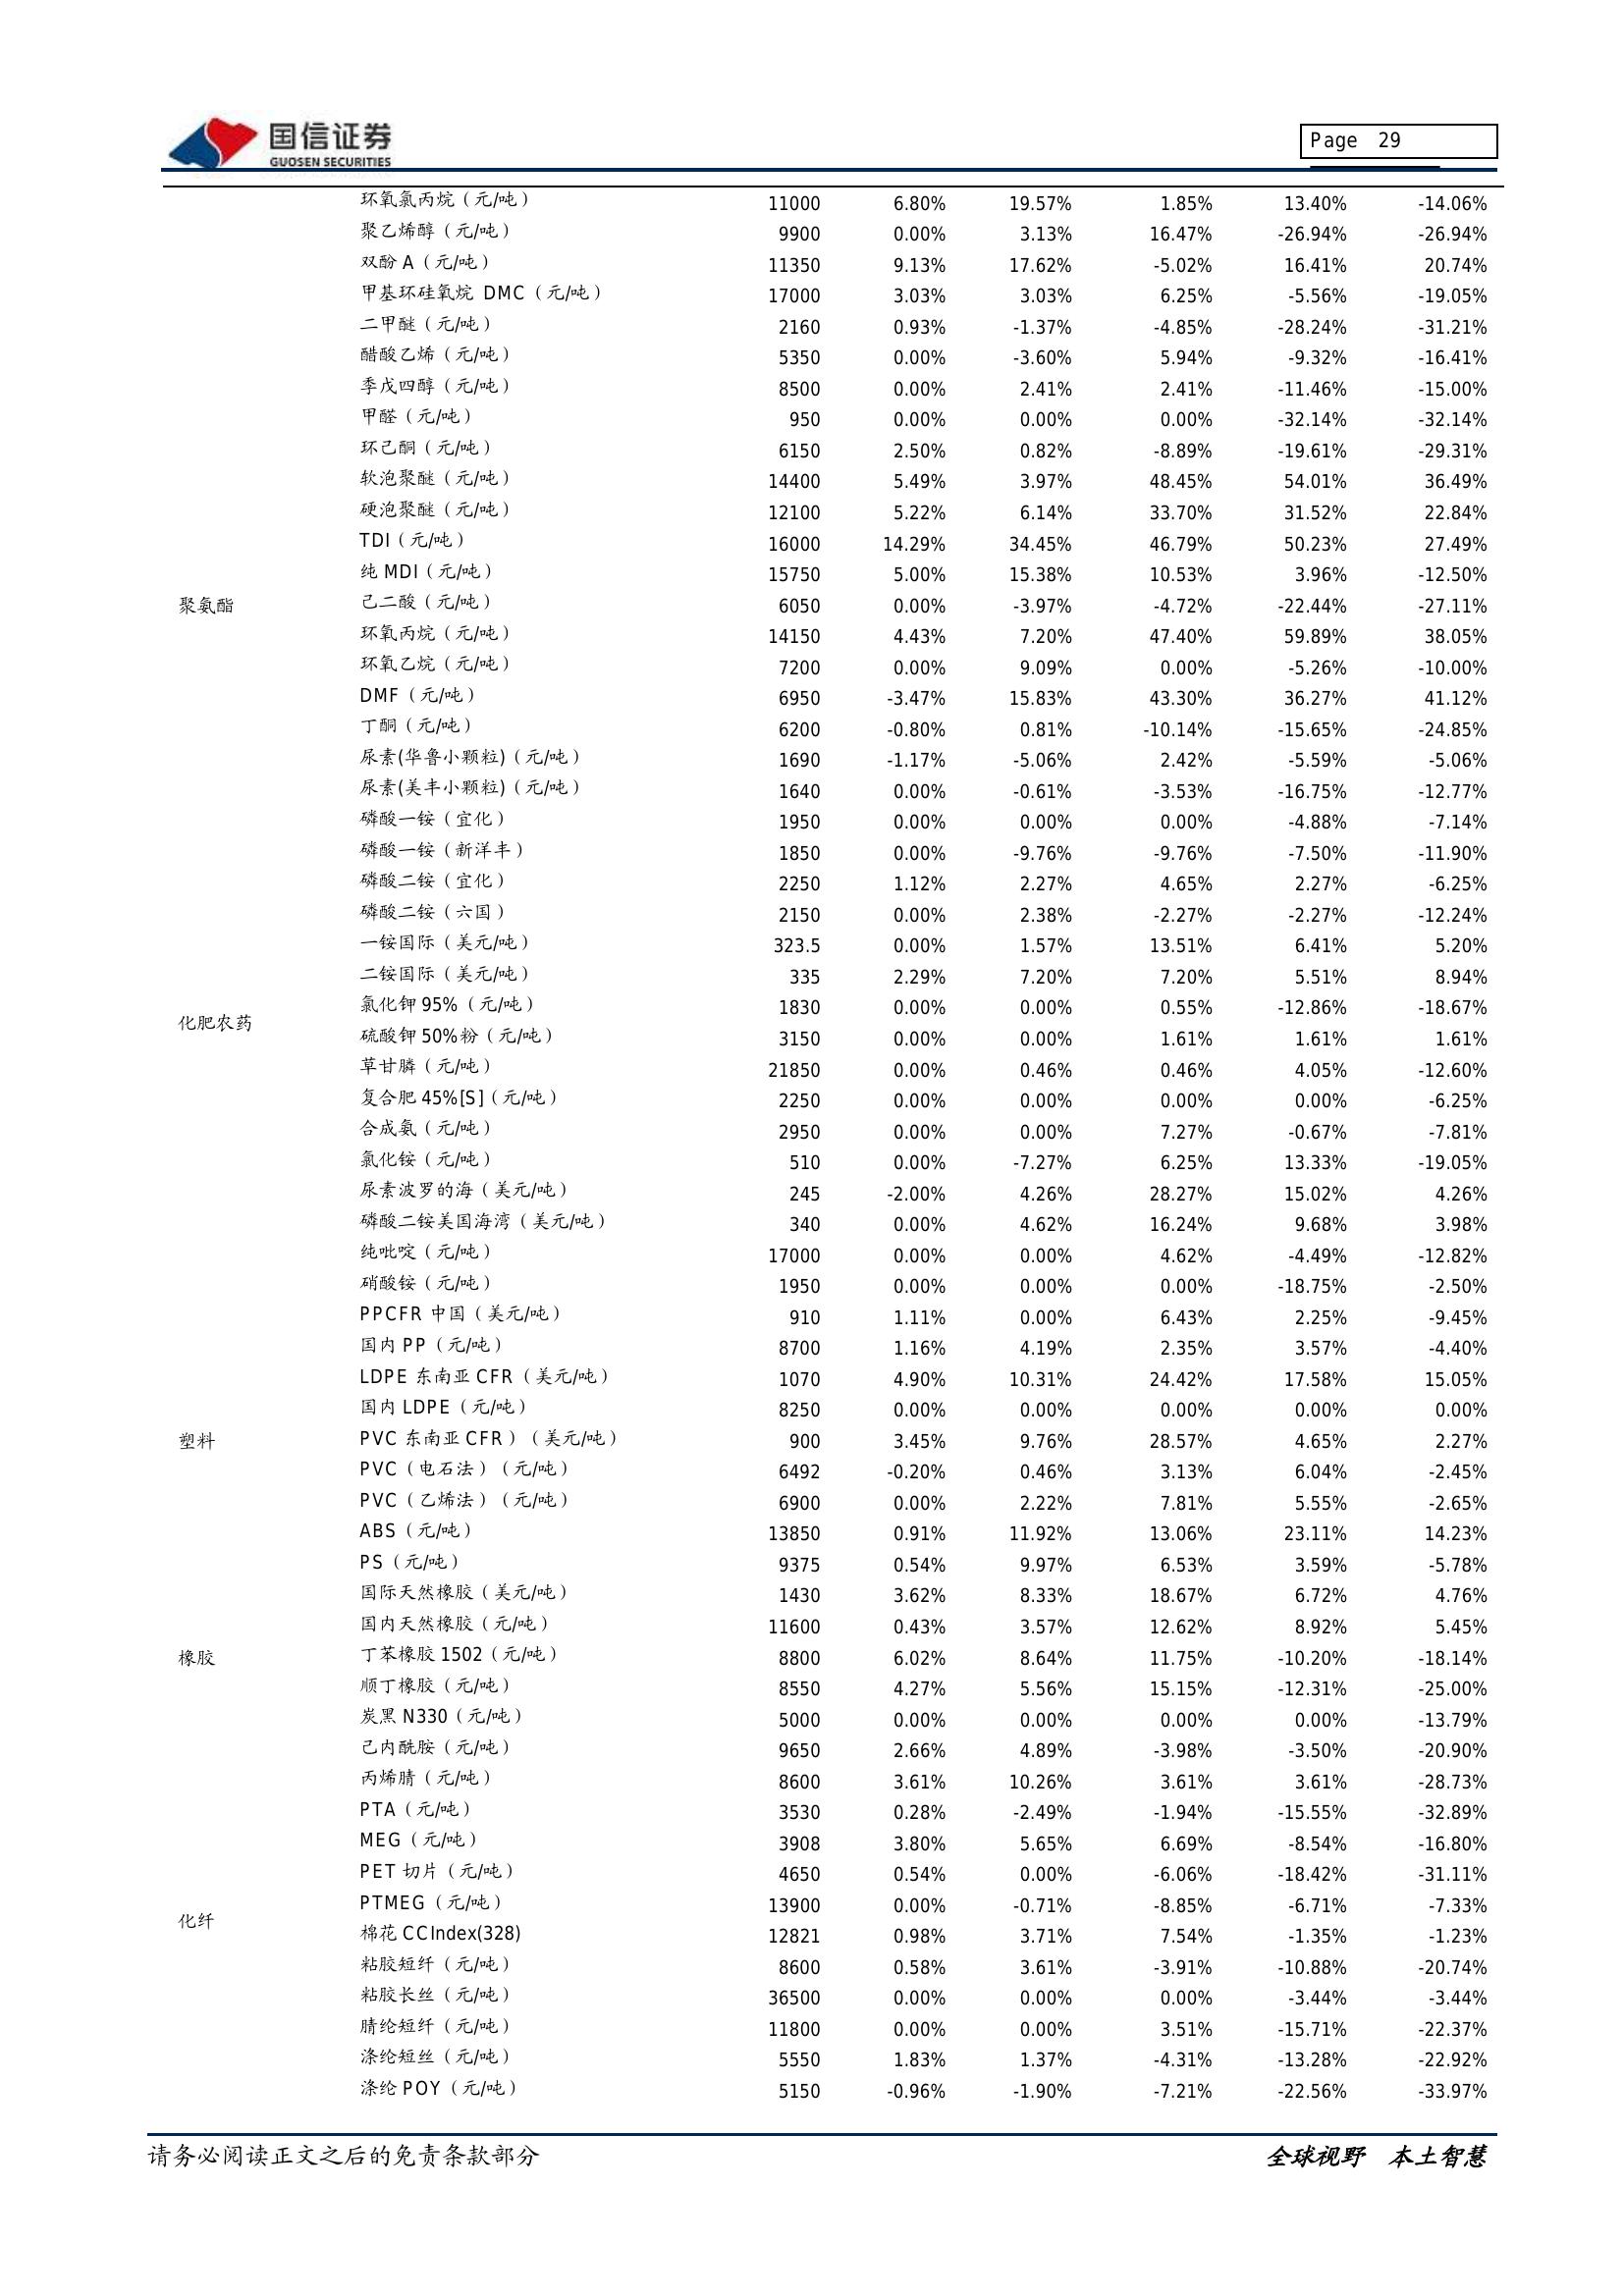 国信证券
GUOSEN SECURITIES
Page 29
环氧氯丙烷（元/吨） 11000 6.80% 19.57% 1.85% 13.40% -14.06%
聚乙烯醇（元/吨） 9900 0.00% 3.13% 16.47% -26.94% -26.94%
双酚 A（元/吨） 11350 9.13% 17.62% -5.02% 16.41% 20.74%
甲基环硅氧烷 DMC（元/吨） 17000 3.03% 3.03% 6.25% -5.56% -19.05%
二甲醚（元/吨） 2160 0.93% -1.37% -4.85% -28.24% -31.21%
醋酸乙烯（元/吨） 5350 0.00% -3.60% 5.94% -9.32% -16.41%
季戊四醇（元/吨） 8500 0.00% 2.41% 2.41% -11.46% -15.00%
甲醛（元/吨） 950 0.00% 0.00% 0.00% -32.14% -32.14%
环己酮（元/吨） 6150 2.50% 0.82% -8.89% -19.61% -29.31%
软泡聚醚（元/吨） 14400 5.49% 3.97% 48.45% 54.01% 36.49%
硬泡聚醚（元/吨） 12100 5.22% 6.14% 33.70% 31.52% 22.84%
TDI（元/吨） 16000 14.29% 34.45% 46.79% 50.23% 27.49%
纯 MDI（元/吨） 15750 5.00% 15.38% 10.53% 3.96% -12.50%
聚氨酯 己二酸（元/吨） 6050 0.00% -3.97% -4.72% -22.44% -27.11%
环氧丙烷（元/吨） 14150 4.43% 7.20% 47.40% 59.89% 38.05%
环氧乙烷（元/吨） 7200 0.00% 9.09% 0.00% -5.26% -10.00%
DMF（元/吨） 6950 -3.47% 15.83% 43.30% 36.27% 41.12%
丁酮（元/吨） 6200 -0.80% 0.81% -10.14% -15.65% -24.85%
尿素(华鲁小颗粒)（元/吨） 1690 -1.17% -5.06% 2.42% -5.59% -5.06%
尿素(美丰小颗粒)（元/吨） 1640 0.00% -0.61% -3.53% -16.75% -12.77%
磷酸一铵（宜化） 1950 0.00% 0.00% 0.00% -4.88% -7.14%
磷酸一铵（新洋丰） 1850 0.00% -9.76% -9.76% -7.50% -11.90%
磷酸二铵（宜化） 2250 1.12% 2.27% 4.65% 2.27% -6.25%
磷酸二铵（六国） 2150 0.00% 2.38% -2.27% -2.27% -12.24%
一铵国际（美元/吨） 323.5 0.00% 1.57% 13.51% 6.41% 5.20%
二铵国际（美元/吨） 335 2.29% 7.20% 7.20% 5.51% 8.94%
氯化钾 95%（元/吨） 1830 0.00% 0.00% 0.55% -12.86% -18.67%
化肥农药 硫酸钾 50%粉（元/吨） 3150 0.00% 0.00% 1.61% 1.61% 1.61%
草甘膦（元/吨） 21850 0.00% 0.46% 0.46% 4.05% -12.60%
复合肥 45%[S]（元/吨） 2250 0.00% 0.00% 0.00% 0.00% -6.25%
合成氨（元/吨） 2950 0.00% 0.00% 7.27% -0.67% -7.81%
氯化铵（元/吨） 510 0.00% -7.27% 6.25% 13.33% -19.05%
尿素波罗的海（美元/吨） 245 -2.00% 4.26% 28.27% 15.02% 4.26%
磷酸二铵美国海湾（美元/吨） 340 0.00% 4.62% 16.24% 9.68% 3.98%
纯吡啶（元/吨） 17000 0.00% 0.00% 4.62% -4.49% -12.82%
硝酸铵（元/吨） 1950 0.00% 0.00% 0.00% -18.75% -2.50%
PPCFR 中国（美元/吨） 910 1.11% 0.00% 6.43% 2.25% -9.45%
国内 PP（元/吨） 8700 1.16% 4.19% 2.35% 3.57% -4.40%
LDPE 东南亚 CFR（美元/吨） 1070 4.90% 10.31% 24.42% 17.58% 15.05%
国内 LDPE（元/吨） 8250 0.00% 0.00% 0.00% 0.00% 0.00%
塑料 PVC 东南亚 CFR）（美元/吨） 900 3.45% 9.76% 28.57% 4.65% 2.27%
PVC（电石法）（元/吨） 6492 -0.20% 0.46% 3.13% 6.04% -2.45%
PVC（乙烯法）（元/吨） 6900 0.00% 2.22% 7.81% 5.55% -2.65%
ABS（元/吨） 13850 0.91% 11.92% 13.06% 23.11% 14.23%
PS（元/吨） 9375 0.54% 9.97% 6.53% 3.59% -5.78%
国际天然橡胶（美元/吨） 1430 3.62% 8.33% 18.67% 6.72% 4.76%
国内天然橡胶（元/吨） 11600 0.43% 3.57% 12.62% 8.92% 5.45%
橡胶 丁苯橡胶 1502（元/吨） 8800 6.02% 8.64% 11.75% -10.20% -18.14%
顺丁橡胶（元/吨） 8550 4.27% 5.56% 15.15% -12.31% -25.00%
炭黑 N330（元/吨） 5000 0.00% 0.00% 0.00% 0.00% -13.79%
己内酰胺（元/吨） 9650 2.66% 4.89% -3.98% -3.50% -20.90%
丙烯腈（元/吨） 8600 3.61% 10.26% 3.61% 3.61% -28.73%
PTA（元/吨） 3530 0.28% -2.49% -1.94% -15.55% -32.89%
MEG（元/吨） 3908 3.80% 5.65% 6.69% -8.54% -16.80%
PET 切片（元/吨） 4650 0.54% 0.00% -6.06% -18.42% -31.11%
PTMEG（元/吨） 13900 0.00% -0.71% -8.85% -6.71% -7.33%
化纤 棉花 CCIndex(328) 12821 0.98% 3.71% 7.54% -1.35% -1.23%
粘胶短纤（元/吨） 8600 0.58% 3.61% -3.91% -10.88% -20.74%
粘胶长丝（元/吨） 36500 0.00% 0.00% 0.00% -3.44% -3.44%
腈纶短纤（元/吨） 11800 0.00% 0.00% 3.51% -15.71% -22.37%
涤纶短丝（元/吨） 5550 1.83% 1.37% -4.31% -13.28% -22.92%
涤纶 POY（元/吨） 5150 -0.96% -1.90% -7.21% -22.56% -33.97%
请务必阅读正文之后的免责条款部分 全球视野 本土智慧